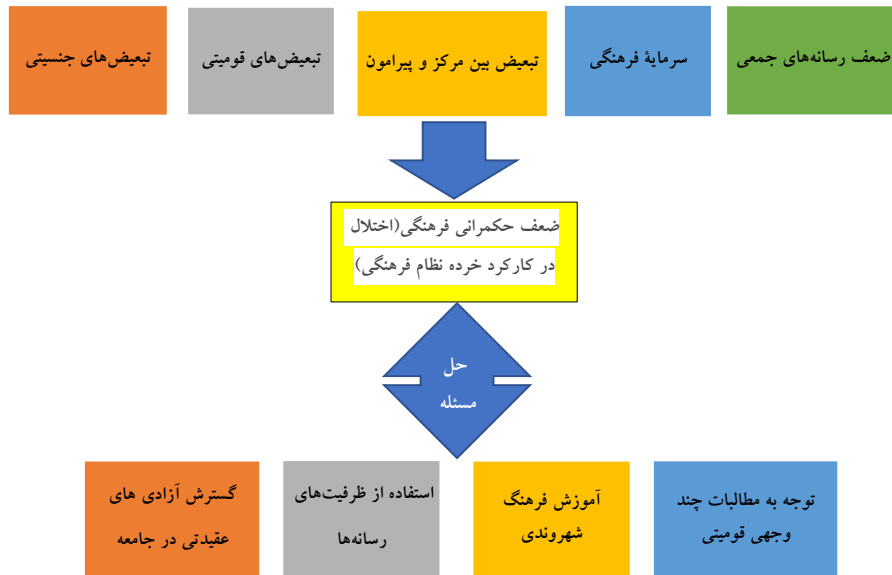 ضعف رسانه‌های جمعی
سرمایهٔ فرهنگی
تبعیض بین مرکز و پیرامون
تبعیض‌های قومیتی
تبعیض‌های جنسیتی
ضعف حکمرانی فرهنگی(اختلال
در کارکرد خرده نظام فرهنگی)
حل
مسئله
توجه به مطالبات چند
وجهی قومیتی
آموزش فرهنگ
شهروندی
استفاده از ظرفیت‌های
رسانه‌ها
گسترش آزادی های
عقیدتی در جامعه